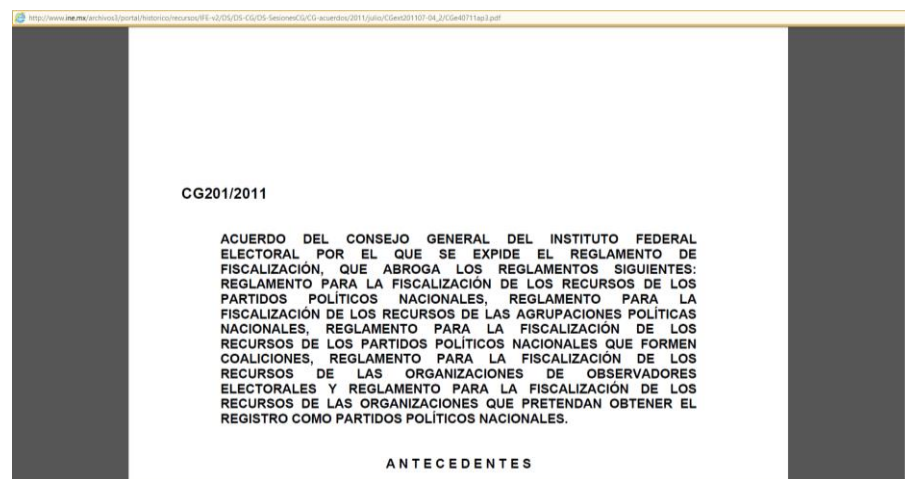 http://www.ine.mx/archivos3/portal/historico/recursos/IFE-v2/DS/DS-CG/DS-SesionesCG/CG-acuerdos/2011/julio/CGext201107-04_2/CGe40711ap3.pdf
CG201/2011
ACUERDO DEL CONSEJO GENERAL DEL INSTITUTO FEDERAL
ELECTORAL POR EL QUE SE EXPIDE EL REGLAMENTO DE
FISCALIZACIÓN, QUE ABROGA LOS REGLAMENTOS SIGUIENTES:
REGLAMENTO PARA LA FISCALIZACIÓN DE LOS RECURSOS DE LOS
PARTIDOS POLÍTICOS NACIONALES, REGLAMENTO PARA LA
FISCALIZACIÓN DE LOS RECURSOS DE LAS AGRUPACIONES POLÍTICAS
NACIONALES, REGLAMENTO PARA LA FISCALIZACIÓN DE LOS
RECURSOS DE LOS PARTIDOS POLÍTICOS NACIONALES QUE FORMEN
COALICIONES, REGLAMENTO PARA LA FISCALIZACIÓN DE LOS
RECURSOS DE LAS ORGANIZACIONES DE OBSERVADORES
ELECTORALES Y REGLAMENTO PARA LA FISCALIZACIÓN DE LOS
RECURSOS DE LAS ORGANIZACIONES QUE PRETENDAN OBTENER EL
REGISTRO COMO PARTIDOS POLÍTICOS NACIONALES.
ANTECEDENTES